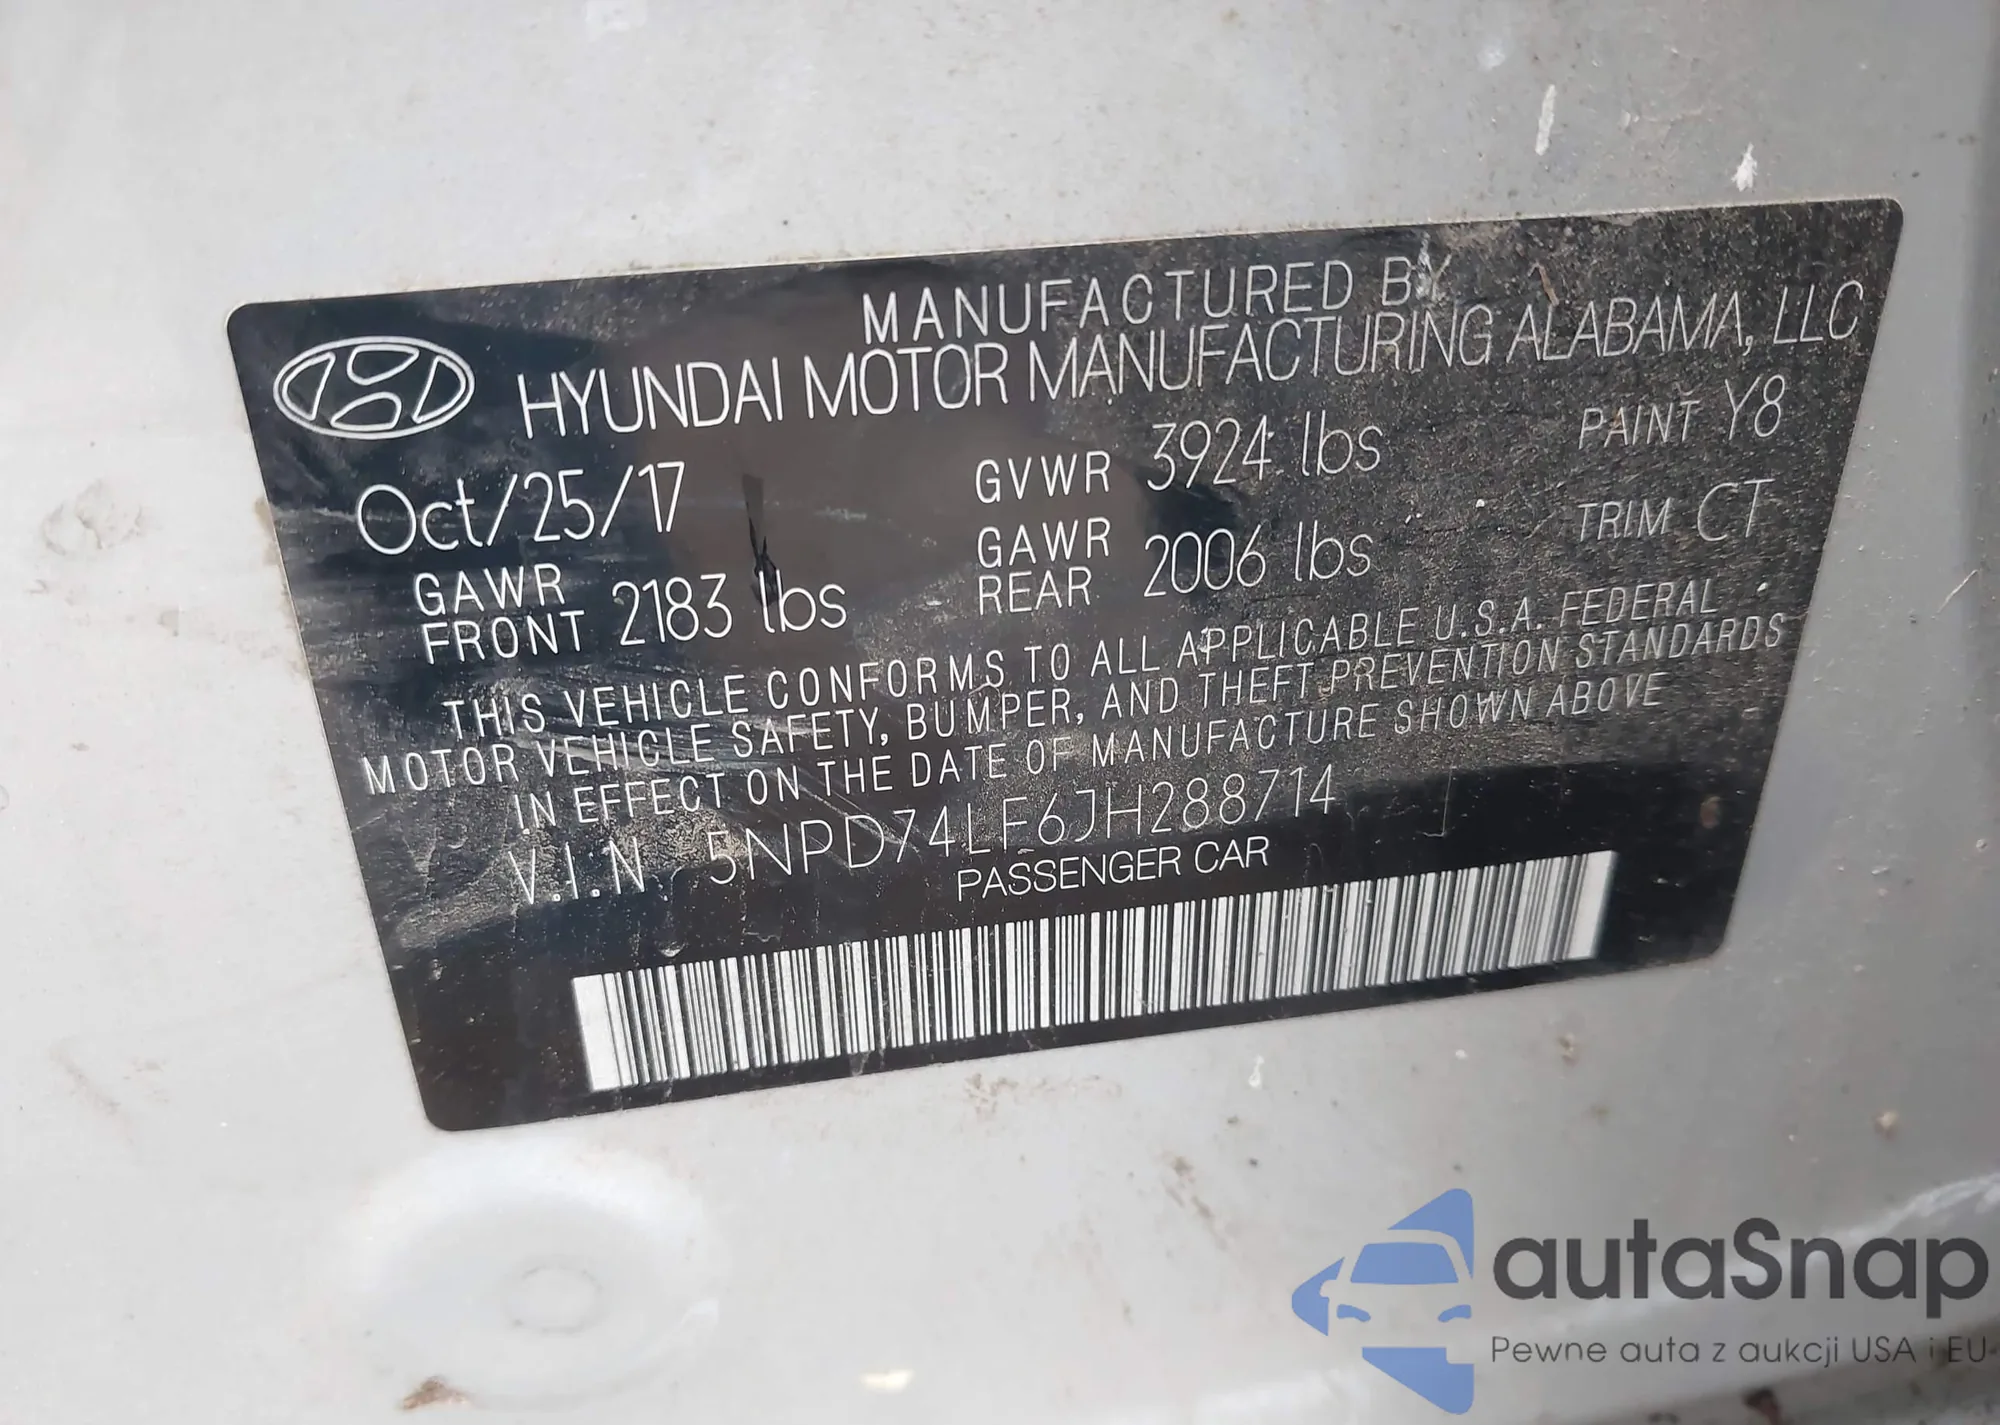 MANUFACTURED BY
HYUNDAI MOTOR MANUFACTURING ALABAMA, LLC
Oct/25/17 GVWR 3924 lbs PAINT Y8
GAWR FRONT 2183 lbs GAWR REAR 2006 lbs TRIM CT
THIS VEHICLE CONFORMS TO ALL APPLICABLE U.S.A. FEDERAL
MOTOR VEHICLE SAFETY, BUMPER, AND THEFT PREVENTION STANDARDS
IN EFFECT ON THE DATE OF MANUFACTURE SHOWN ABOVE
V.I.N. 5NPD74LF6JH288714
PASSENGER CAR
autaSnap
Pewne auta z aukcji USA i EU